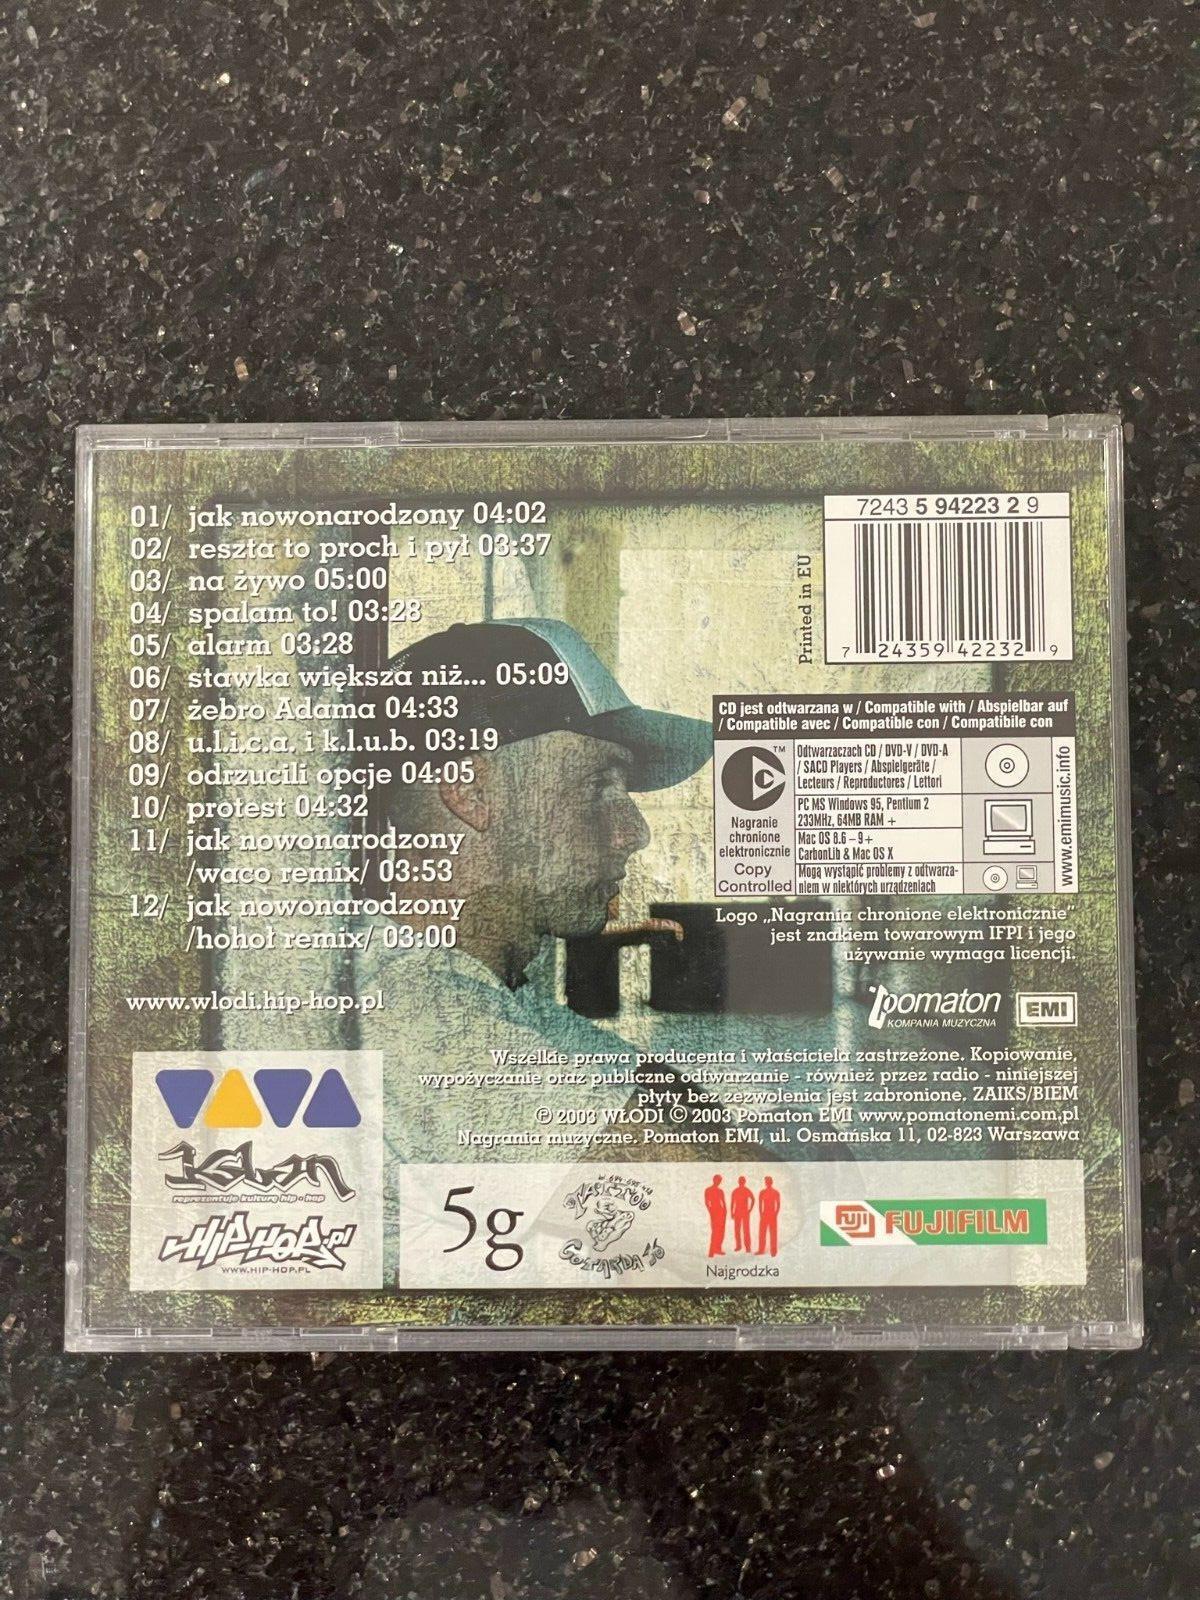 01/ jak nowonarodzony 04:02
02/ reszta to proch i pył 03:37
03/ na żywo 05:00
04/ spalam to! 03:28
05/ alarm 03:28
06/ stawka większa niż... 05:09
07/ żebro Adama 04:33
08/ u.l.i.c.a. i k.l.u.b. 03:19
09/ odrzucili opcje 04:05
10/ protest 04:32
11/ jak nowonarodzony
/waco remix/ 03:53
12/ jak nowonarodzony
/hohoł remix/ 03:00
www.wlodi.hip-hop.pl
7243 5 94223 2 9
Printed in EU
7 24359 42232 9
CD jest odtwarzana w / Compatible with / Abspielbar auf
/ Compatible avec / Compatible con / Compatibile con
TM
Nagranie
chronione
elektronicznie
Copy
Controlled
Odtwarzaczach CD / DVD-V / DVD-A
/ SACD Players / Abspielgeräte /
Lecteurs / Reproductores / Lettori
PC MS Windows 95, Pentium 2
233MHz, 64MB RAM +
Mac OS 8.6 – 9+
CarbonLib & Mac OS X
Mogą wystąpić problemy z odtwarza-
niem w niektórych urządzeniach
www.emimusic.info
Logo „Nagrania chronione elektronicznie"
jest znakiem towarowym IFPI i jego
używanie wymaga licencji.
pomaton
KOMPANIA MUZYCZNA
EMI
Wszelkie prawa producenta i właściciela zastrzeżone. Kopiowanie,
wypożyczanie oraz publiczne odtwarzanie - również przez radio - niniejszej
płyty bez zezwolenia jest zabronione. ZAIKS/BIEM
℗ 2003 WŁODI © 2003 Pomaton EMI www.pomatonemi.com.pl
Nagrania muzyczne. Pomaton EMI, ul. Osmańska 11, 02-823 Warszawa
VIVA
Klan
reprezentuje kulturę hip-hop
HIP-HOP.pl
WWW.HIP-HOP.PL
5g
TATTOO
Najgrodzka
FUJI FUJIFILM